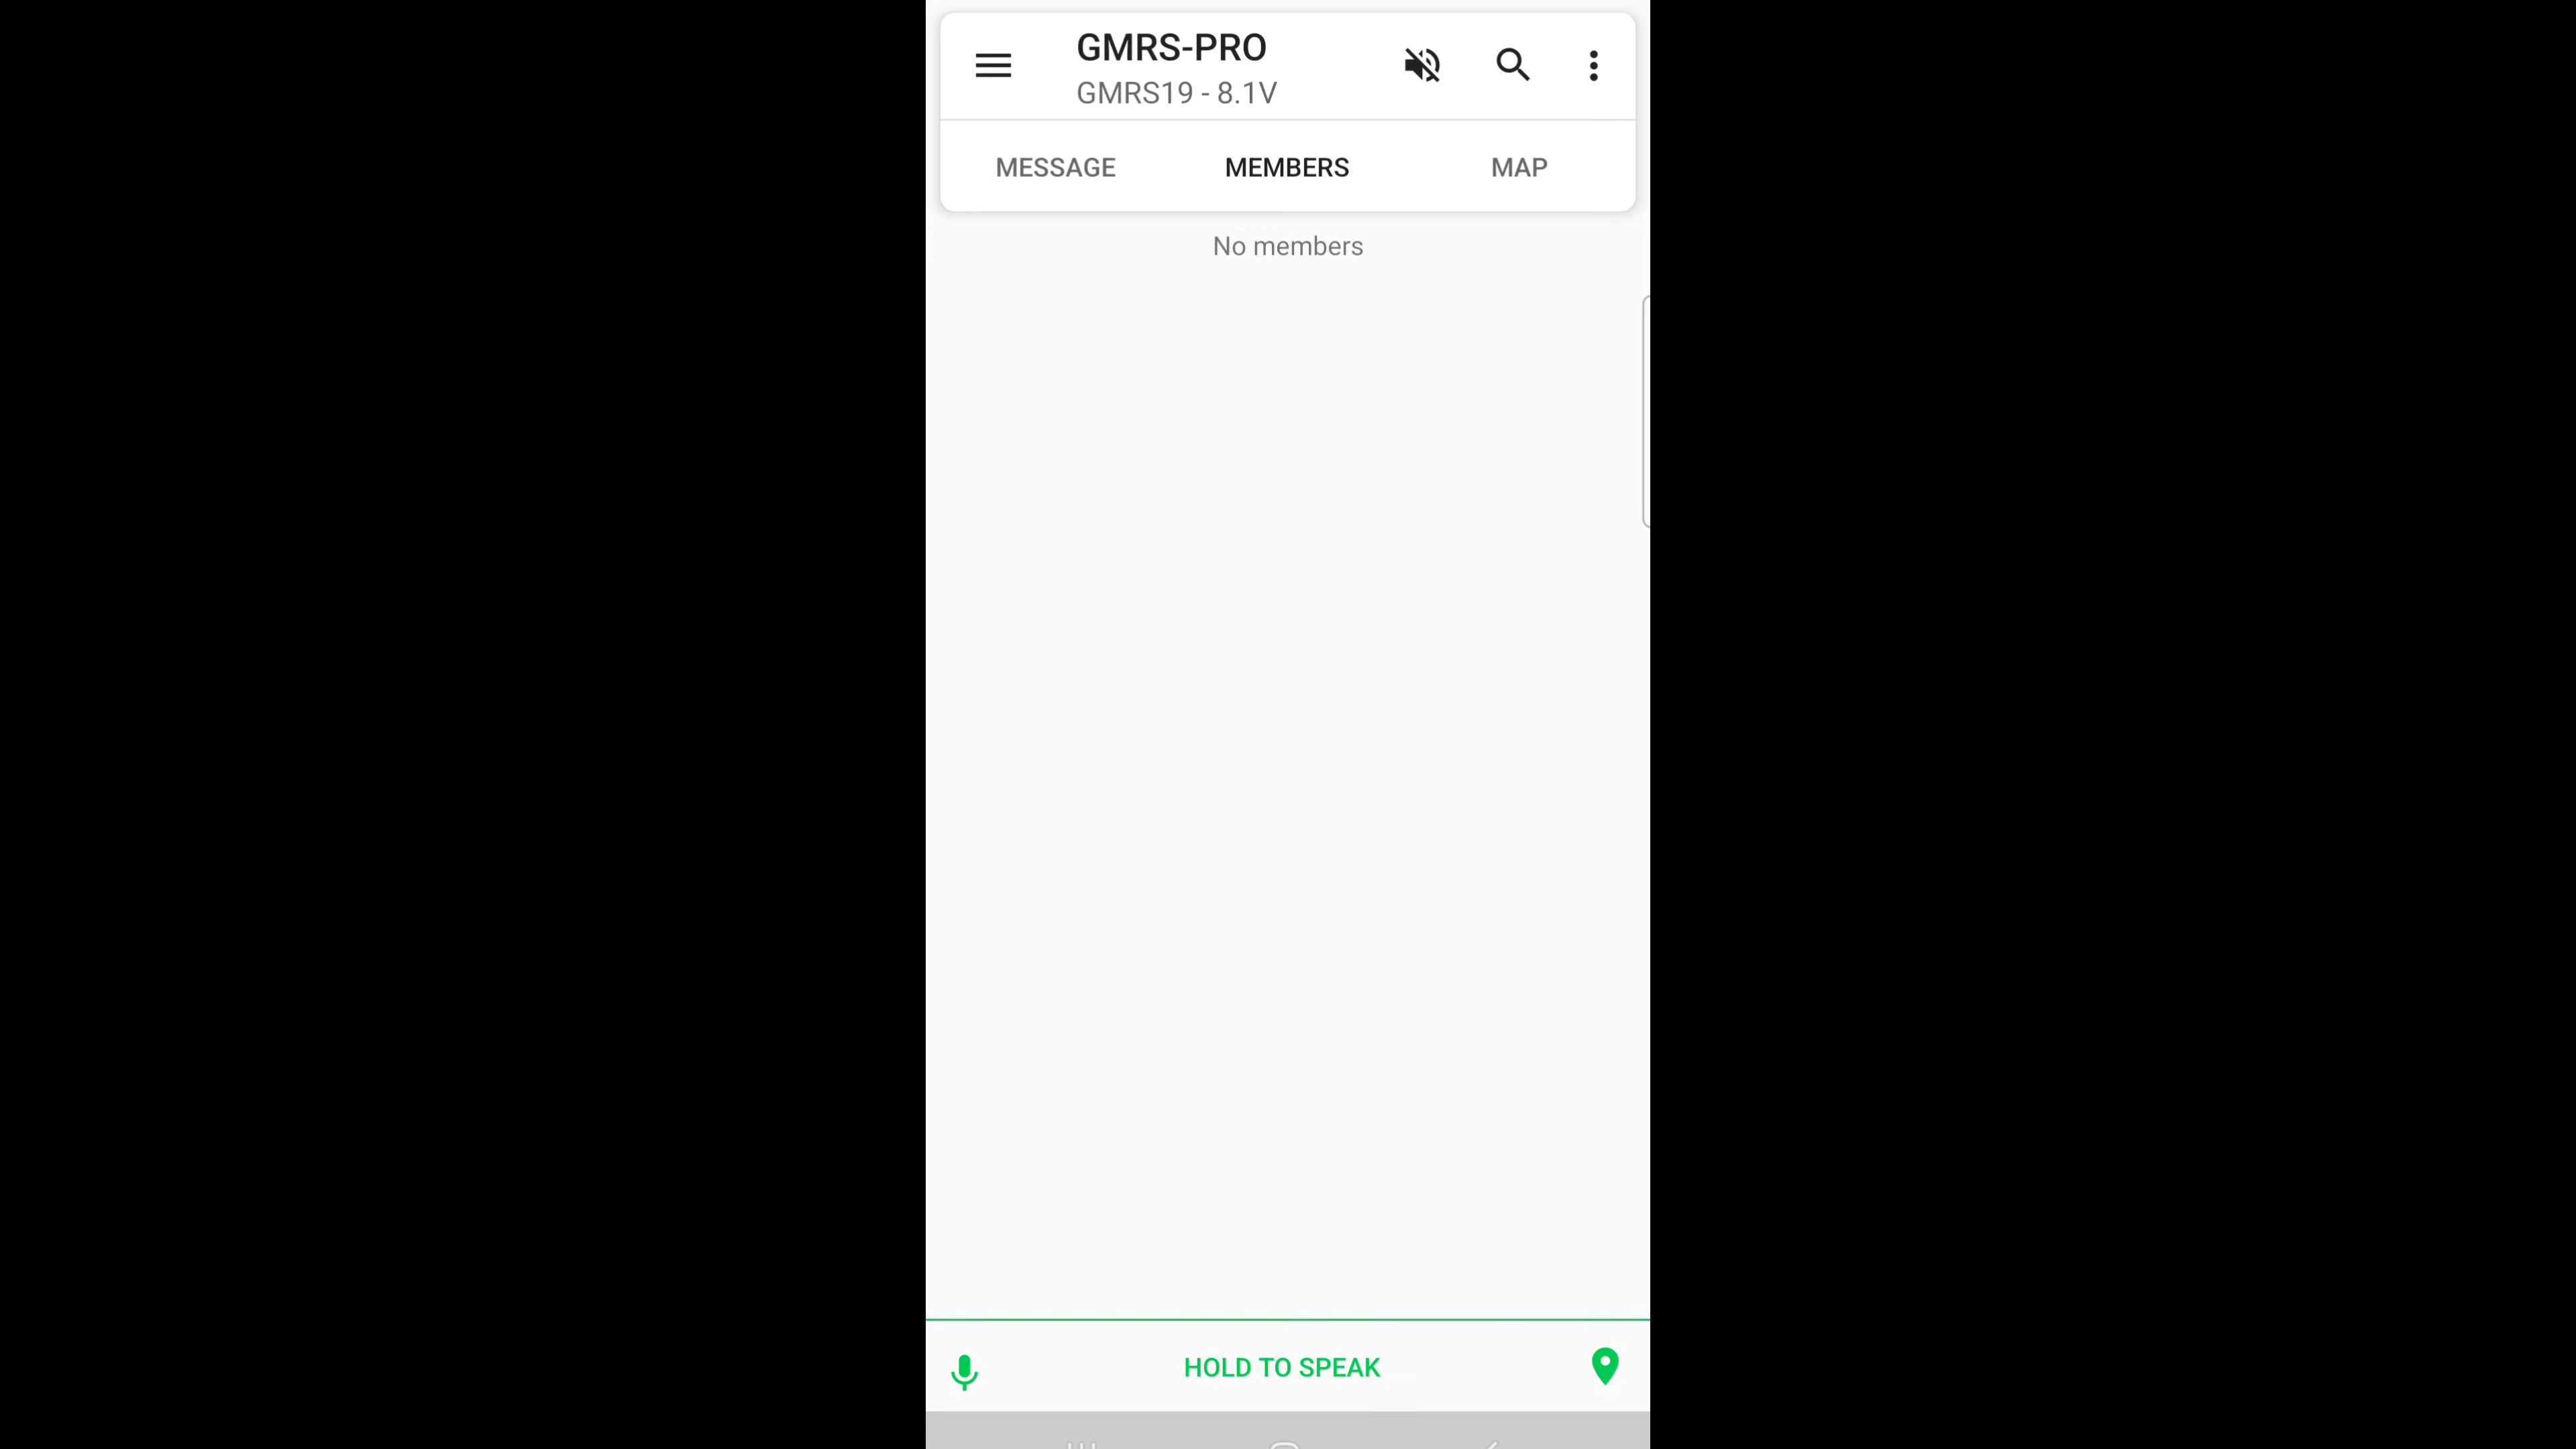 GMRS-PRO
GMRS19 - 8.1V
MESSAGE
MEMBERS
MAP
No members
HOLD TO SPEAK